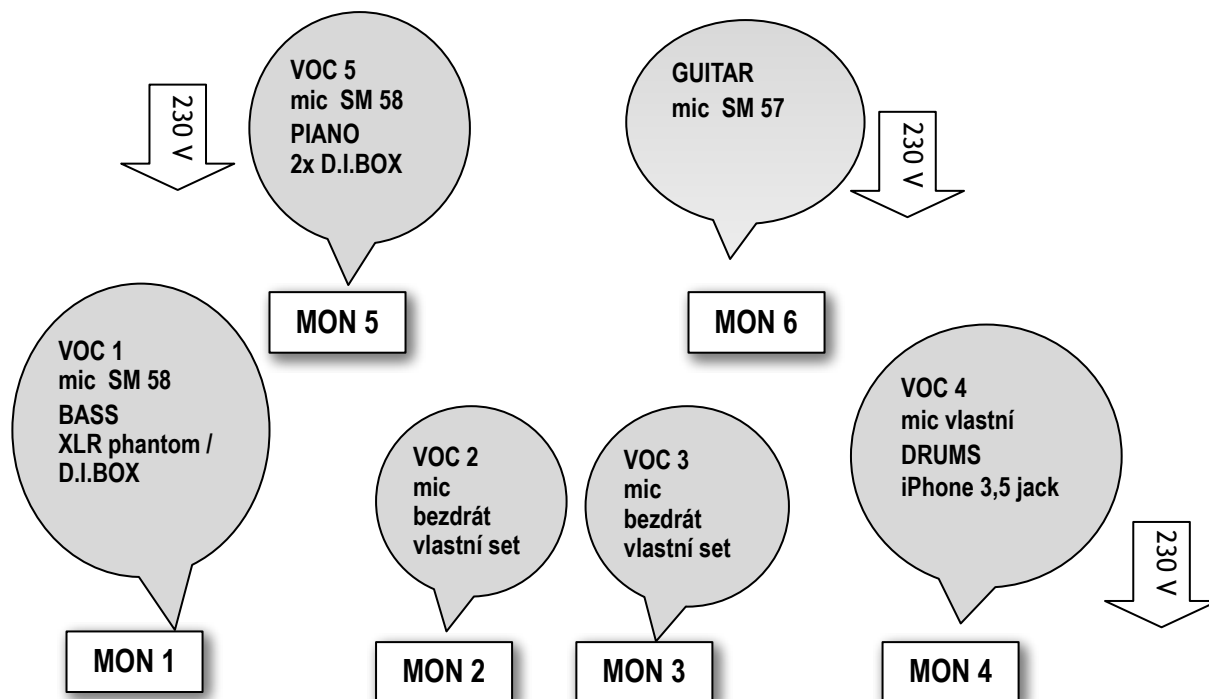 VOC 5
mic SM 58
PIANO
2x D.I.BOX
230 V
GUITAR
mic SM 57
230 V
MON 5
MON 6
VOC 1
mic SM 58
BASS
XLR phantom /
D.I.BOX
VOC 2
mic
bezdrát
vlastní set
VOC 3
mic
bezdrát
vlastní set
VOC 4
mic vlastní
DRUMS
iPhone 3,5 jack
230 V
MON 1
MON 2
MON 3
MON 4